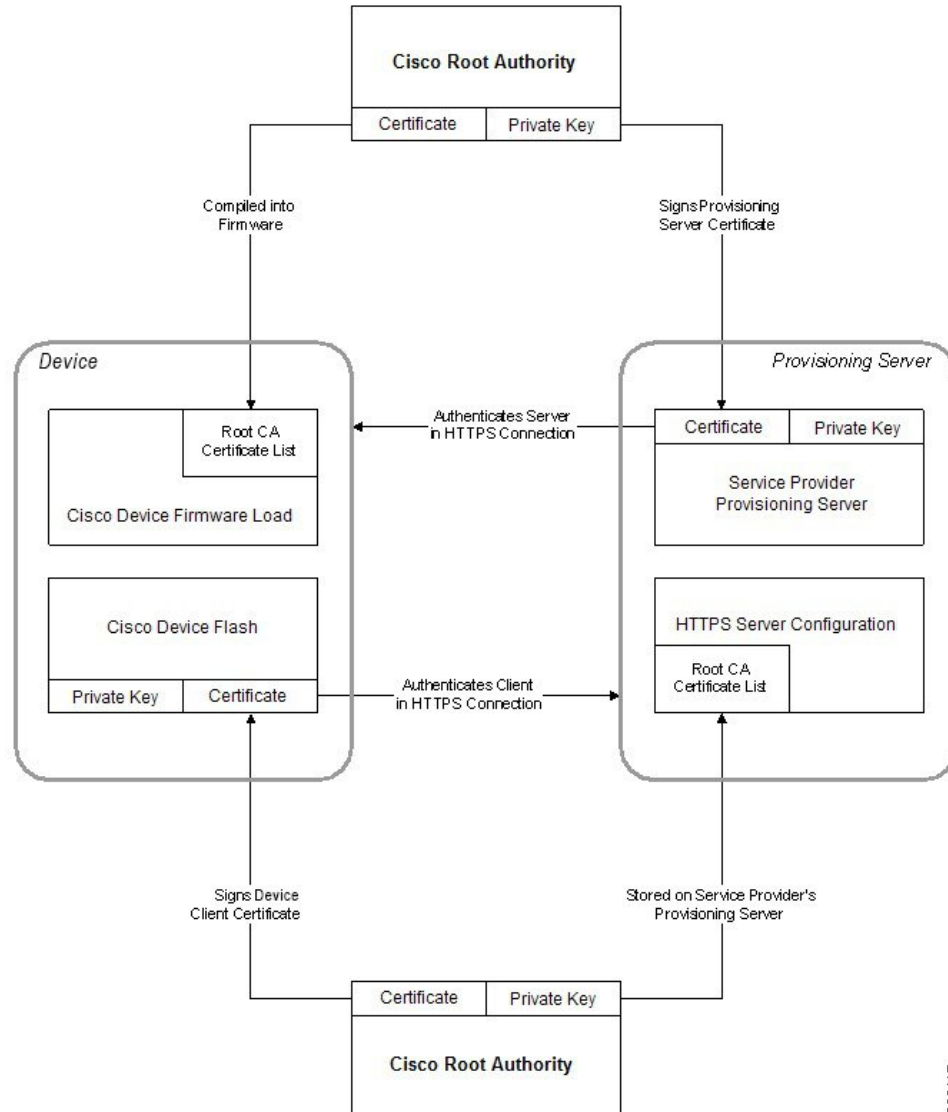 Cisco Root Authority
Certificate
Private Key
Compiled into
Firmware
Signs Provisioning
Server Certificate
Device
Provisioning Server
Root CA
Certificate List
Cisco Device Firmware Load
Authenticates Server
in HTTPS Connection
Certificate
Private Key
Service Provider
Provisioning Server
Cisco Device Flash
Private Key
Certificate
Authenticates Client
in HTTPS Connection
HTTPS Server Configuration
Root CA
Certificate List
Signs Device
Client Certificate
Stored on Service Provider's
Provisioning Server
Certificate
Private Key
Cisco Root Authority